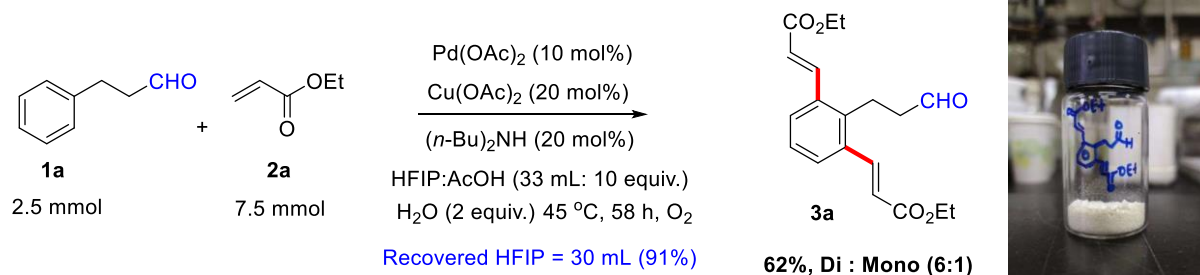 CHO
1a
2.5 mmol
+
OEt
O
2a
7.5 mmol
Pd(OAc)2 (10 mol%)
Cu(OAc)2 (20 mol%)
(n-Bu)2NH (20 mol%)
HFIP:AcOH (33 mL: 10 equiv.)
H2O (2 equiv.) 45 °C, 58 h, O2
Recovered HFIP = 30 mL (91%)
CO2Et
CHO
CO2Et
3a
62%, Di : Mono (6:1)
OEt
O
H
OEt